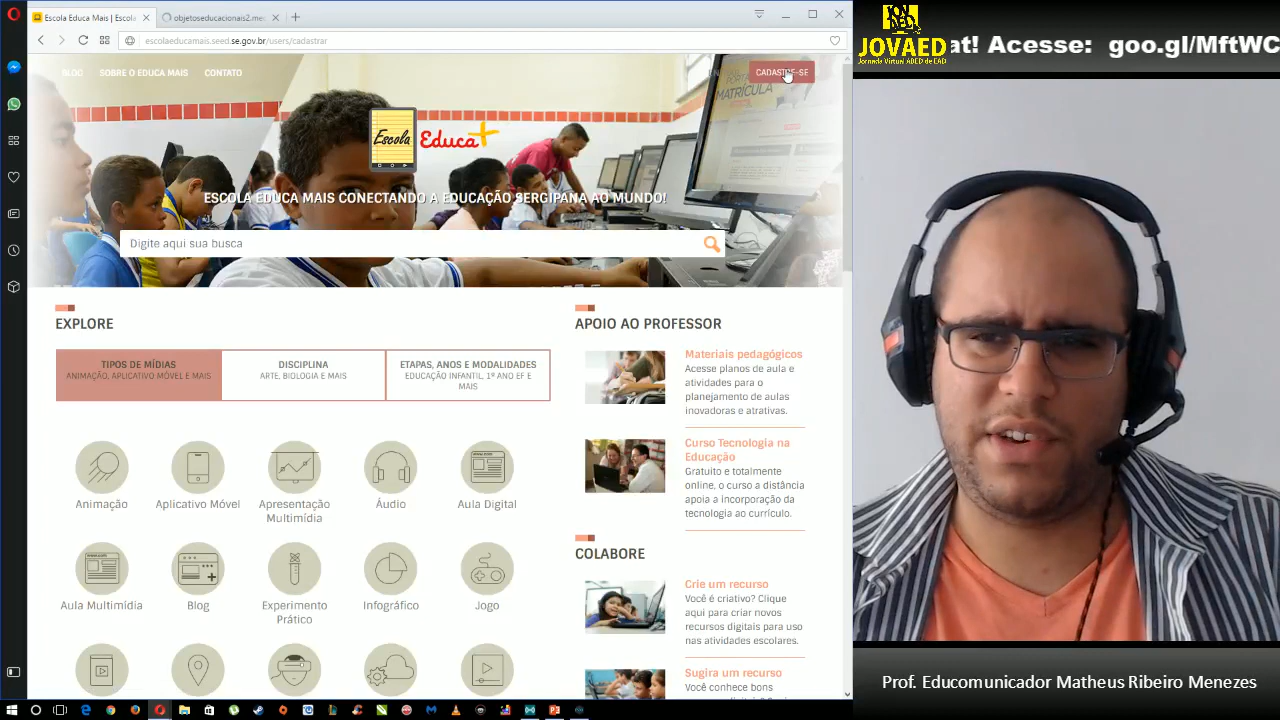 Escola Educa Mais | Escola
objetoseducacionais2.me
escolaeducamais.seed.se.gov.br/users/cadastrar
BLOG
SOBRE O EDUCA MAIS
CONTATO
CADASTRE-SE
PORTAL
MATRÍCULA
Escola Educa+
ESCOLA EDUCA MAIS CONECTANDO A EDUCAÇÃO SERGIPANA AO MUNDO!
Digite aqui sua busca
EXPLORE
TIPOS DE MÍDIAS
ANIMAÇÃO, APLICATIVO MÓVEL E MAIS
DISCIPLINA
ARTE, BIOLOGIA E MAIS
ETAPAS, ANOS E MODALIDADES
EDUCAÇÃO INFANTIL, 1º ANO EF E
MAIS
Animação
Aplicativo Móvel
Apresentação
Multimídia
Áudio
Aula Digital
Aula Multimídia
Blog
Experimento
Prático
Infográfico
Jogo
APOIO AO PROFESSOR
Materiais pedagógicos
Acesse planos de aula e
atividades para o
planejamento de aulas
inovadoras e atrativas.
Curso Tecnologia na
Educação
Gratuito e totalmente
online, o curso a distância
apoia a incorporação da
tecnologia ao currículo.
COLABORE
Crie um recurso
Você é criativo? Clique
aqui para criar novos
recursos digitais para uso
nas atividades escolares.
Sugira um recurso
Você conhece bons
JOVAED
Jornada Virtual ABED de EAD
at! Acesse: goo.gl/MftWC
Prof. Educomunicador Matheus Ribeiro Menezes